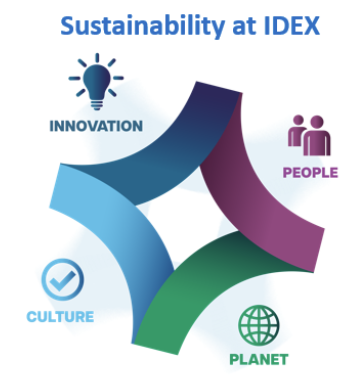 Sustainability at IDEX
INNOVATION
PEOPLE
CULTURE
PLANET